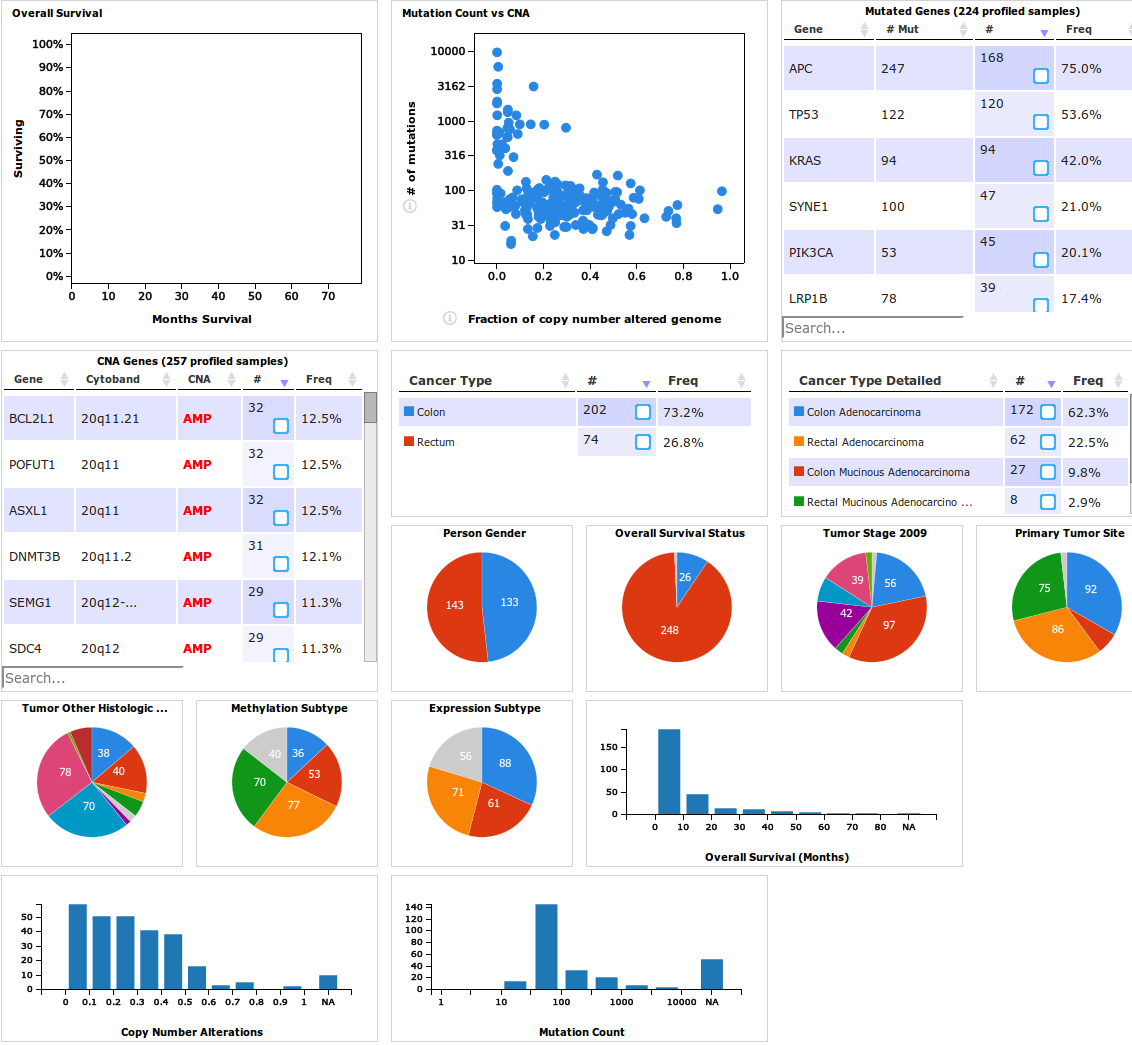 Overall Survival
100%
90%
80%
70%
60%
50%
40%
30%
20%
10%
0%
Surviving
0 10 20 30 40 50 60 70
Months Survival
Mutation Count vs CNA
10000
3162
1000
316
100
31
10
# of mutations
0.0 0.2 0.4 0.6 0.8 1.0
Fraction of copy number altered genome
Mutated Genes (224 profiled samples)
Gene # Mut # Freq
APC 247 168 75.0%
TP53 122 120 53.6%
KRAS 94 94 42.0%
SYNE1 100 47 21.0%
PIK3CA 53 45 20.1%
LRP1B 78 39 17.4%
Search...
CNA Genes (257 profiled samples)
Gene Cytoband CNA # Freq
BCL2L1 20q11.21 AMP 32 12.5%
POFUT1 20q11 AMP 32 12.5%
ASXL1 20q11 AMP 32 12.5%
DNMT3B 20q11.2 AMP 31 12.1%
SEMG1 20q12-... AMP 29 11.3%
SDC4 20q12 AMP 29 11.3%
Search...
Cancer Type # Freq
Colon 202 73.2%
Rectum 74 26.8%
Cancer Type Detailed # Freq
Colon Adenocarcinoma 172 62.3%
Rectal Adenocarcinoma 62 22.5%
Colon Mucinous Adenocarcinoma 27 9.8%
Rectal Mucinous Adenocarcino ... 8 2.9%
Person Gender
143 133
Overall Survival Status
26
248
Tumor Stage 2009
39 56
42
97
Primary Tumor Site
75 92
86
Tumor Other Histologic ...
38
78 40
70
Methylation Subtype
40 36
53
70
77
Expression Subtype
56 88
71
61
150
100
50
0
0 10 20 30 40 50 60 70 80 NA
Overall Survival (Months)
50
40
30
20
10
0
0 0.1 0.2 0.3 0.4 0.5 0.6 0.7 0.8 0.9 1 NA
Copy Number Alterations
140
120
100
80
60
40
20
0
1 10 100 1000 10000 NA
Mutation Count